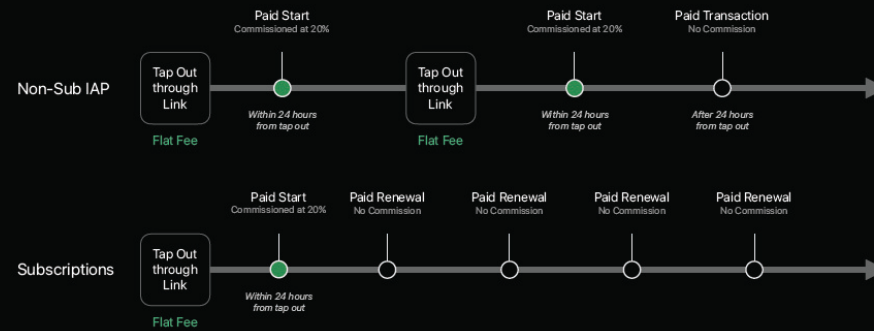 Paid Start
Commissioned at 20%
Paid Start
Commissioned at 20%
Paid Transaction
No Commission
Non-Sub IAP
Tap Out
through
Link
Tap Out
through
Link
Within 24 hours
from tap out
Within 24 hours
from tap out
After 24 hours
from tap out
Flat Fee
Flat Fee
Paid Start
Commissioned at 20%
Paid Renewal
No Commission
Paid Renewal
No Commission
Paid Renewal
No Commission
Paid Renewal
No Commission
Subscriptions
Tap Out
through
Link
Within 24 hours
from tap out
Flat Fee